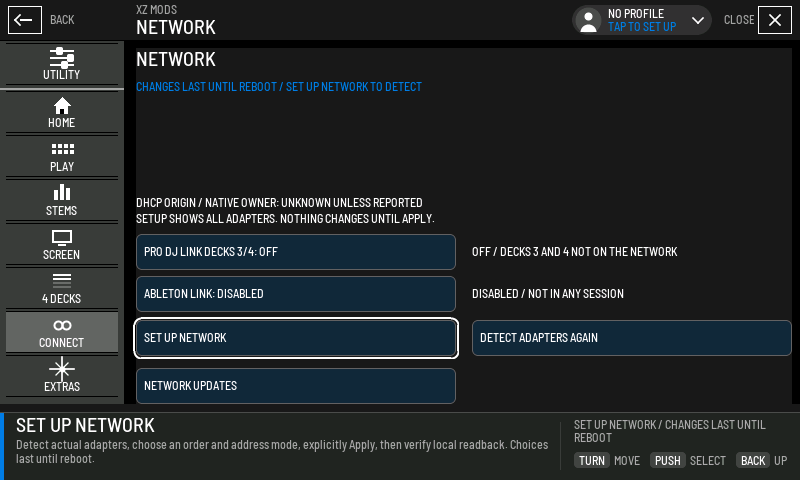 BACK
XZ MODS
NETWORK
NO PROFILE
TAP TO SET UP
CLOSE
UTILITY
HOME
PLAY
STEMS
SCREEN
4 DECKS
CONNECT
EXTRAS
NETWORK
CHANGES LAST UNTIL REBOOT / SET UP NETWORK TO DETECT
DHCP ORIGIN / NATIVE OWNER: UNKNOWN UNLESS REPORTED
SETUP SHOWS ALL ADAPTERS. NOTHING CHANGES UNTIL APPLY.
PRO DJ LINK DECKS 3/4: OFF
OFF / DECKS 3 AND 4 NOT ON THE NETWORK
ABLETON LINK: DISABLED
DISABLED / NOT IN ANY SESSION
SET UP NETWORK
DETECT ADAPTERS AGAIN
NETWORK UPDATES
SET UP NETWORK
Detect actual adapters, choose an order and address mode, explicitly Apply, then verify local readback. Choices
last until reboot.
SET UP NETWORK / CHANGES LAST UNTIL
REBOOT
TURN MOVE PUSH SELECT BACK UP